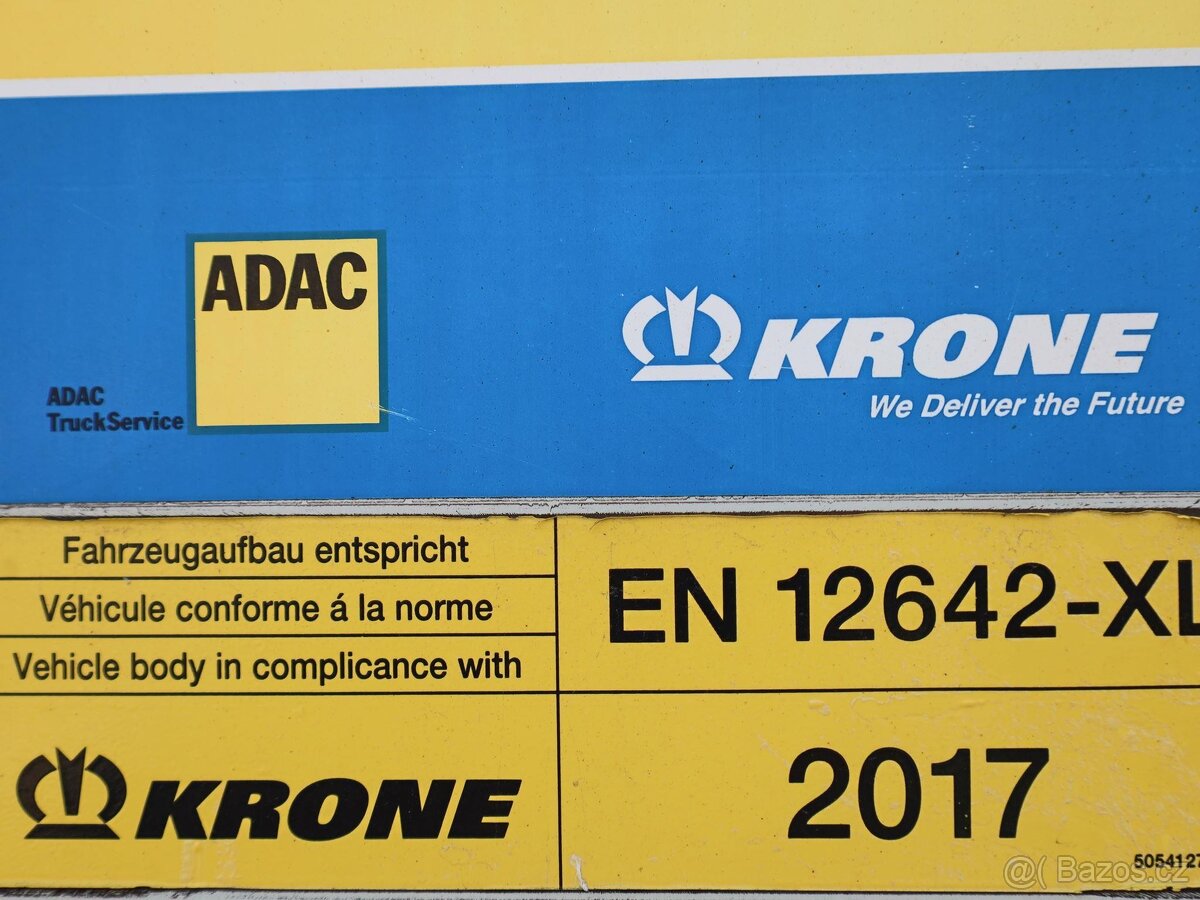 ADAC
ADAC
TruckService
KRONE
We Deliver the Future
Fahrzeugaufbau entspricht
Véhicule conforme á la norme
Vehicle body in complicance with
EN 12642-XL
KRONE
2017
5054127
@( Bazos.cz